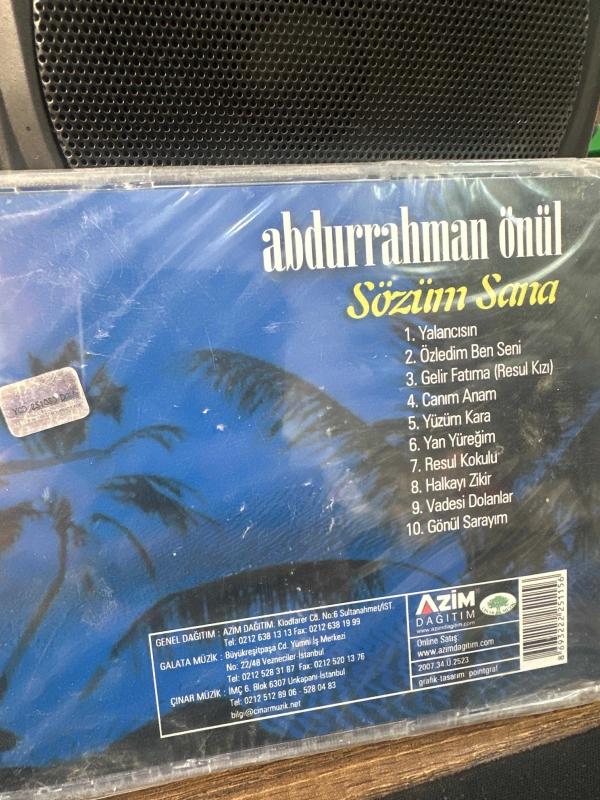 abdurrahman önül
Sözüm Sana
1. Yalancısın
2. Özledim Ben Seni
3. Gelir Fatıma (Resul Kızı)
4. Canım Anam
5. Yüzüm Kara
6. Yan Yüreğim
7. Resul Kokulu
8. Halkayı Zikir
9. Vadesi Dolanlar
10. Gönül Sarayım
GENEL DAĞITIM : AZİM DAĞITIM: Klodfarer Cd. No:6 Sultanahmet/İST.
Tel: 0212 638 13 13 Fax: 0212 638 19 99
GALATA MÜZİK : Büyükreşitpaşa Cd. Yümni İş Merkezi
No: 22/48 Vezneciler-İstanbul
Tel: 0212 528 31 87 Fax: 0212 520 13 76
ÇINAR MÜZİK : İMÇ 6. Blok 6307 Unkapanı-İstanbul
Tel: 0212 512 89 06 - 528 04 83
bilgi@cinarmuzik.net
AZİM
DAĞITIM
www.azimdagitim.com
Online Satış:
www.azimdagitim.com
2007.34.Ü.2523
grafik-tasarım pointgraf
8693222251156